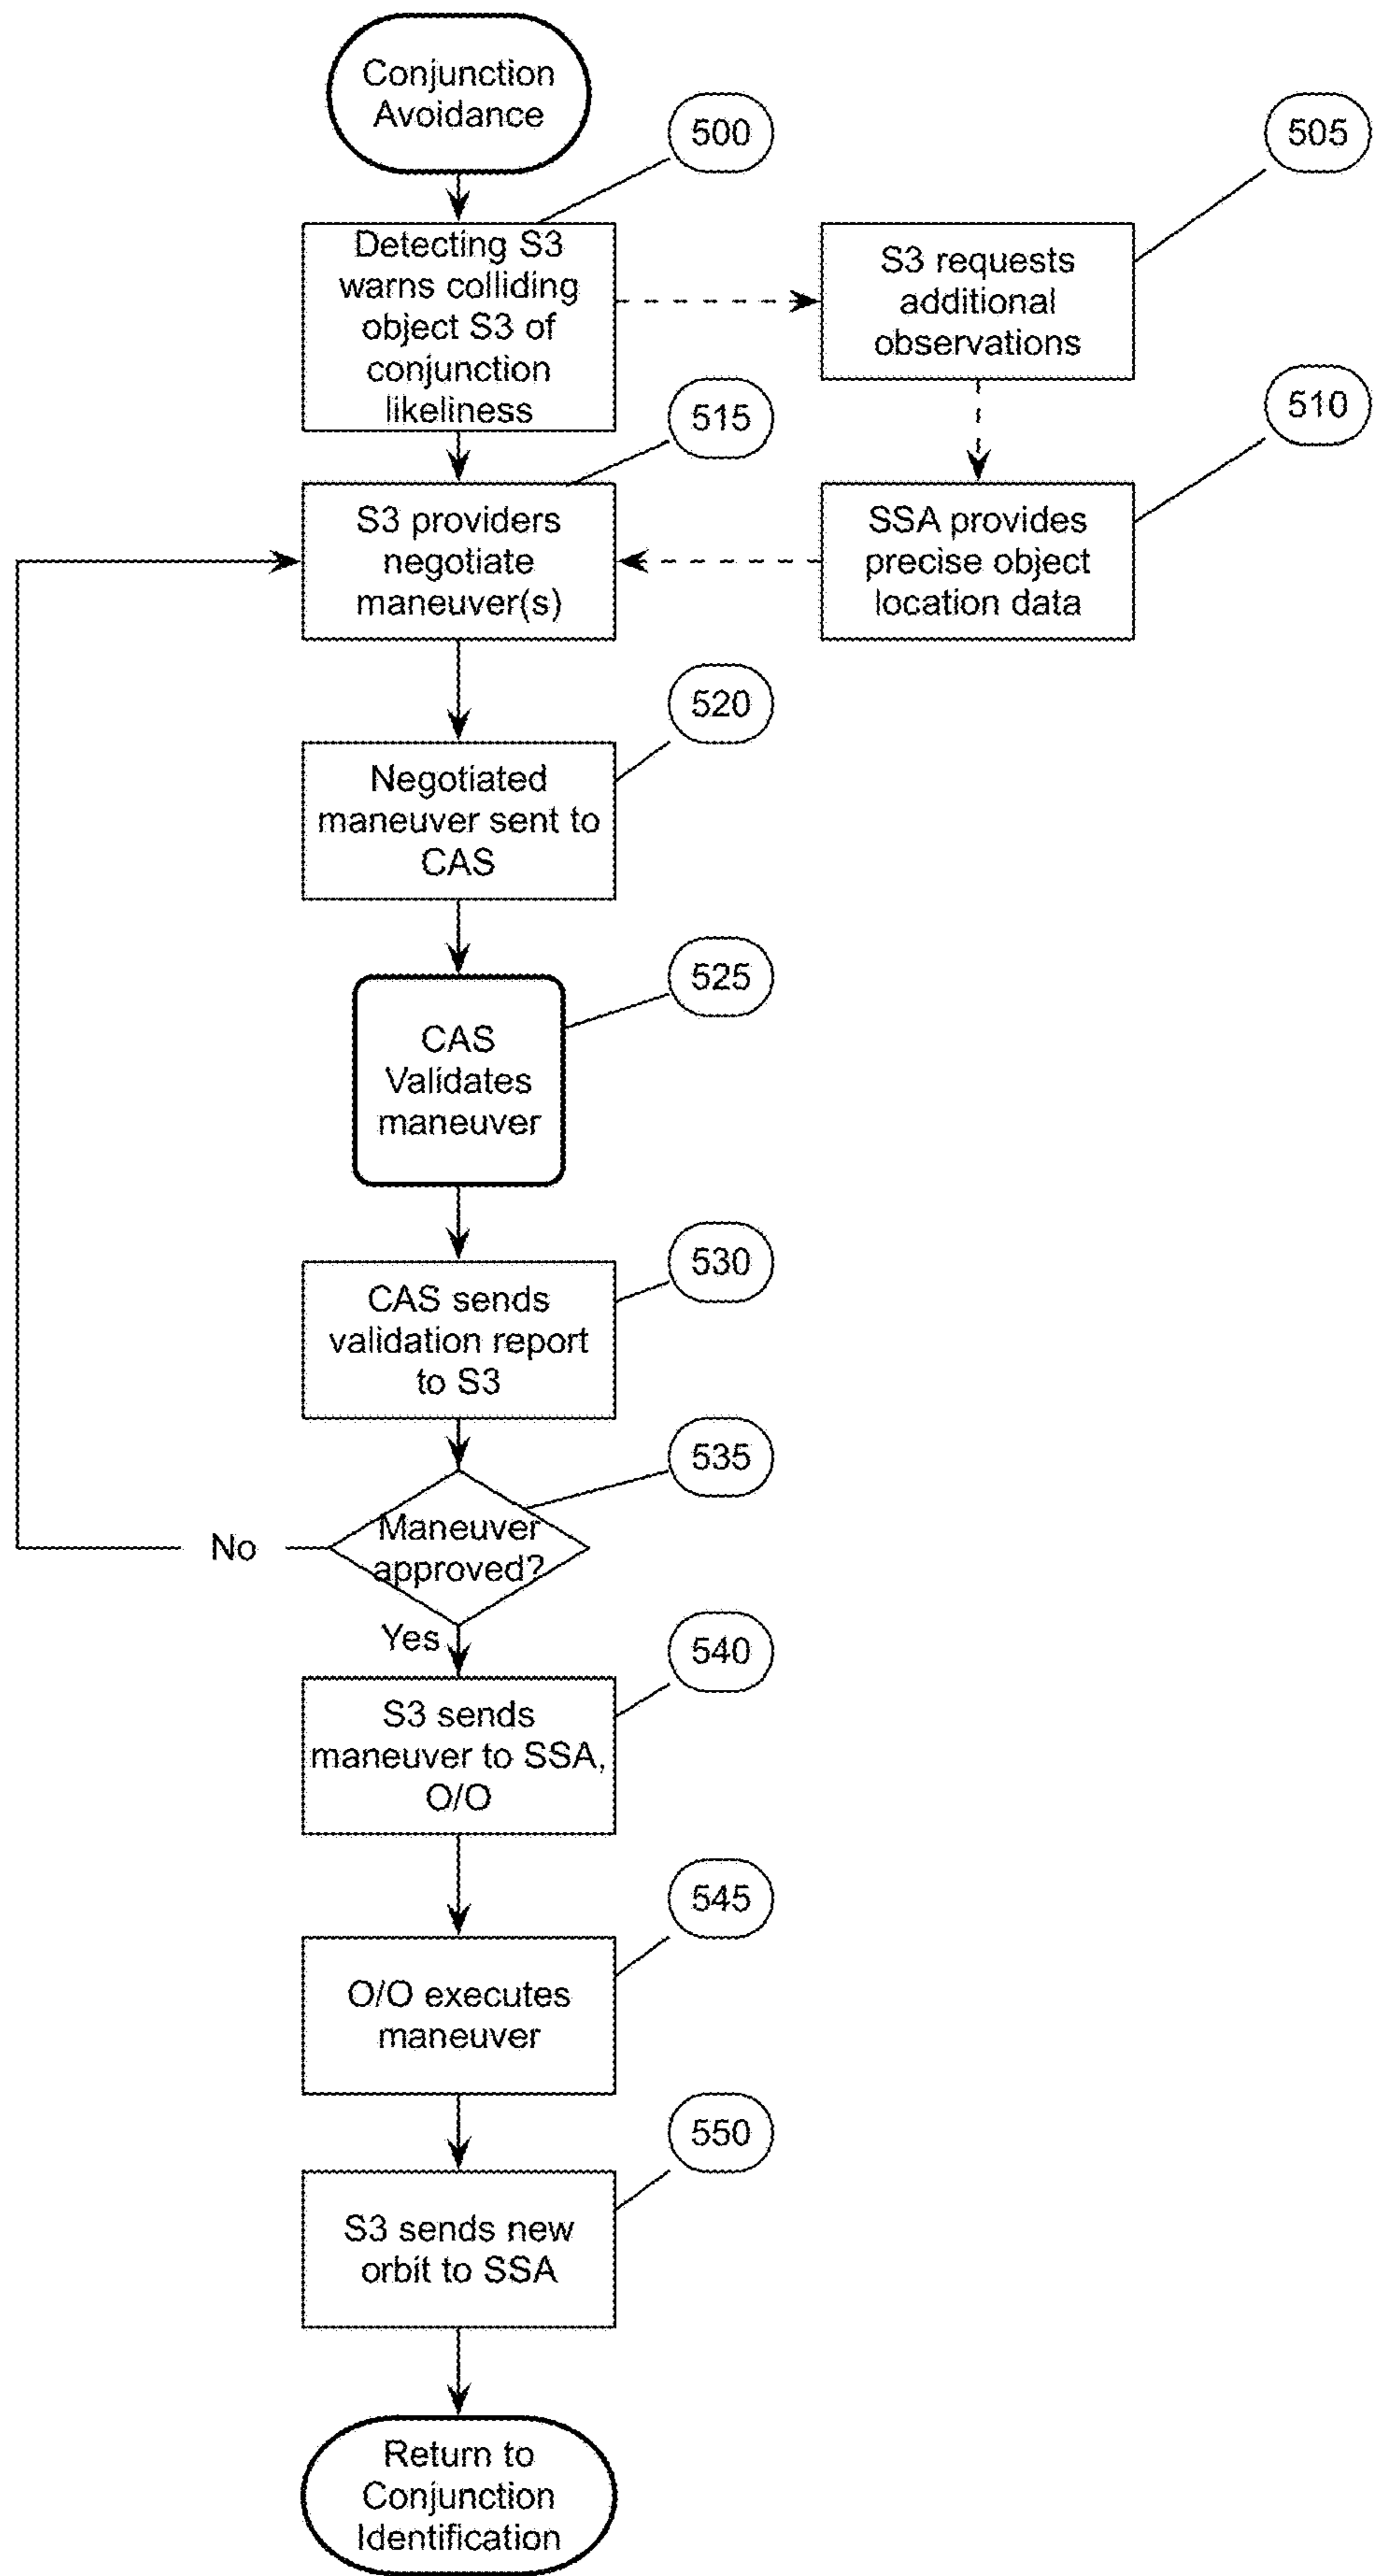 Conjunction
Avoidance
500
505
Detecting S3
warns colliding
object S3 of
conjunction
likeliness
S3 requests
additional
observations
515
510
S3 providers
negotiate
maneuver(s)
SSA provides
precise object
location data
520
Negotiated
maneuver sent to
CAS
525
CAS
Validates
maneuver
530
CAS sends
validation report
to S3
535
Maneuver
approved?
No
Yes
540
S3 sends
maneuver to SSA,
O/O
545
O/O executes
maneuver
550
S3 sends new
orbit to SSA
Return to
Conjunction
Identification